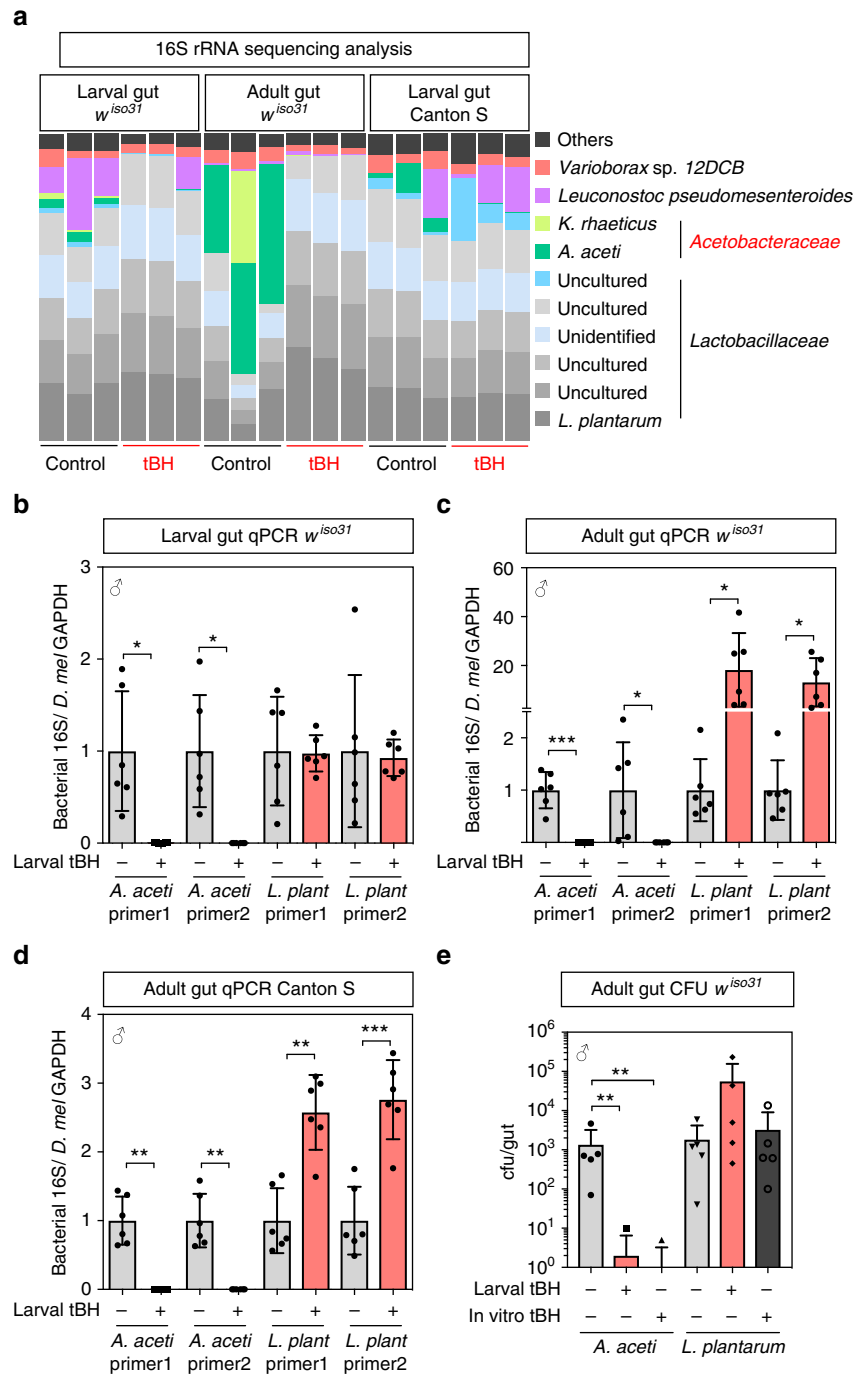 a
16S rRNA sequencing analysis
Larval gut
w^iso31
Adult gut
w^iso31
Larval gut
Canton S
Others
Varioborax sp. 12DCB
Leuconostoc pseudomesenteroides
K. rhaeticus
A. aceti
Acetobacteraceae
Uncultured
Uncultured
Unidentified
Uncultured
Uncultured
L. plantarum
Lactobacillaceae
Control tBH Control tBH Control tBH
b
Larval gut qPCR w^iso31
♂
Bacterial 16S/ D. mel GAPDH
3
2
1
0
* *
Larval tBH − + − + − + − +
A. aceti A. aceti L. plant L. plant
primer1 primer2 primer1 primer2
c
Adult gut qPCR w^iso31
♂
Bacterial 16S/ D. mel GAPDH
60
40
20
2
1
0
*** * * *
Larval tBH − + − + − + − +
A. aceti A. aceti L. plant L. plant
primer1 primer2 primer1 primer2
d
Adult gut qPCR Canton S
♂
Bacterial 16S/ D. mel GAPDH
4
3
2
1
0
** ** ** ***
Larval tBH − + − + − + − +
A. aceti A. aceti L. plant L. plant
primer1 primer2 primer1 primer2
e
Adult gut CFU w^iso31
♂
cfu/gut
10^6
10^5
10^4
10^3
10^2
10^1
10^0
**
**
Larval tBH − + − − + −
In vitro tBH − − + − − +
A. aceti L. plantarum